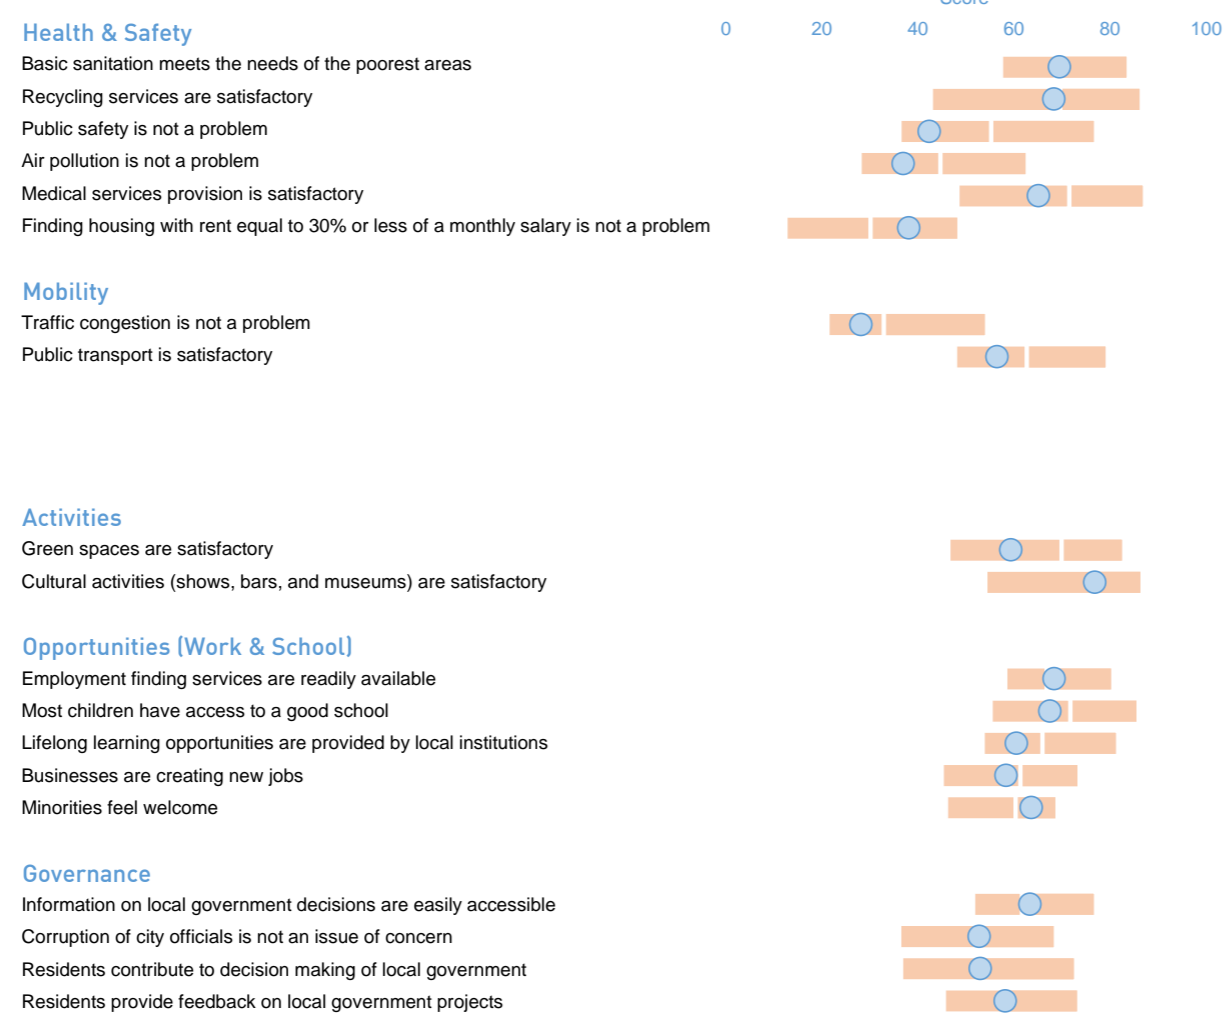 Score
Health & Safety
0 20 40 60 80 100
Basic sanitation meets the needs of the poorest areas
Recycling services are satisfactory
Public safety is not a problem
Air pollution is not a problem
Medical services provision is satisfactory
Finding housing with rent equal to 30% or less of a monthly salary is not a problem
Mobility
Traffic congestion is not a problem
Public transport is satisfactory
Activities
Green spaces are satisfactory
Cultural activities (shows, bars, and museums) are satisfactory
Opportunities (Work & School)
Employment finding services are readily available
Most children have access to a good school
Lifelong learning opportunities are provided by local institutions
Businesses are creating new jobs
Minorities feel welcome
Governance
Information on local government decisions are easily accessible
Corruption of city officials is not an issue of concern
Residents contribute to decision making of local government
Residents provide feedback on local government projects